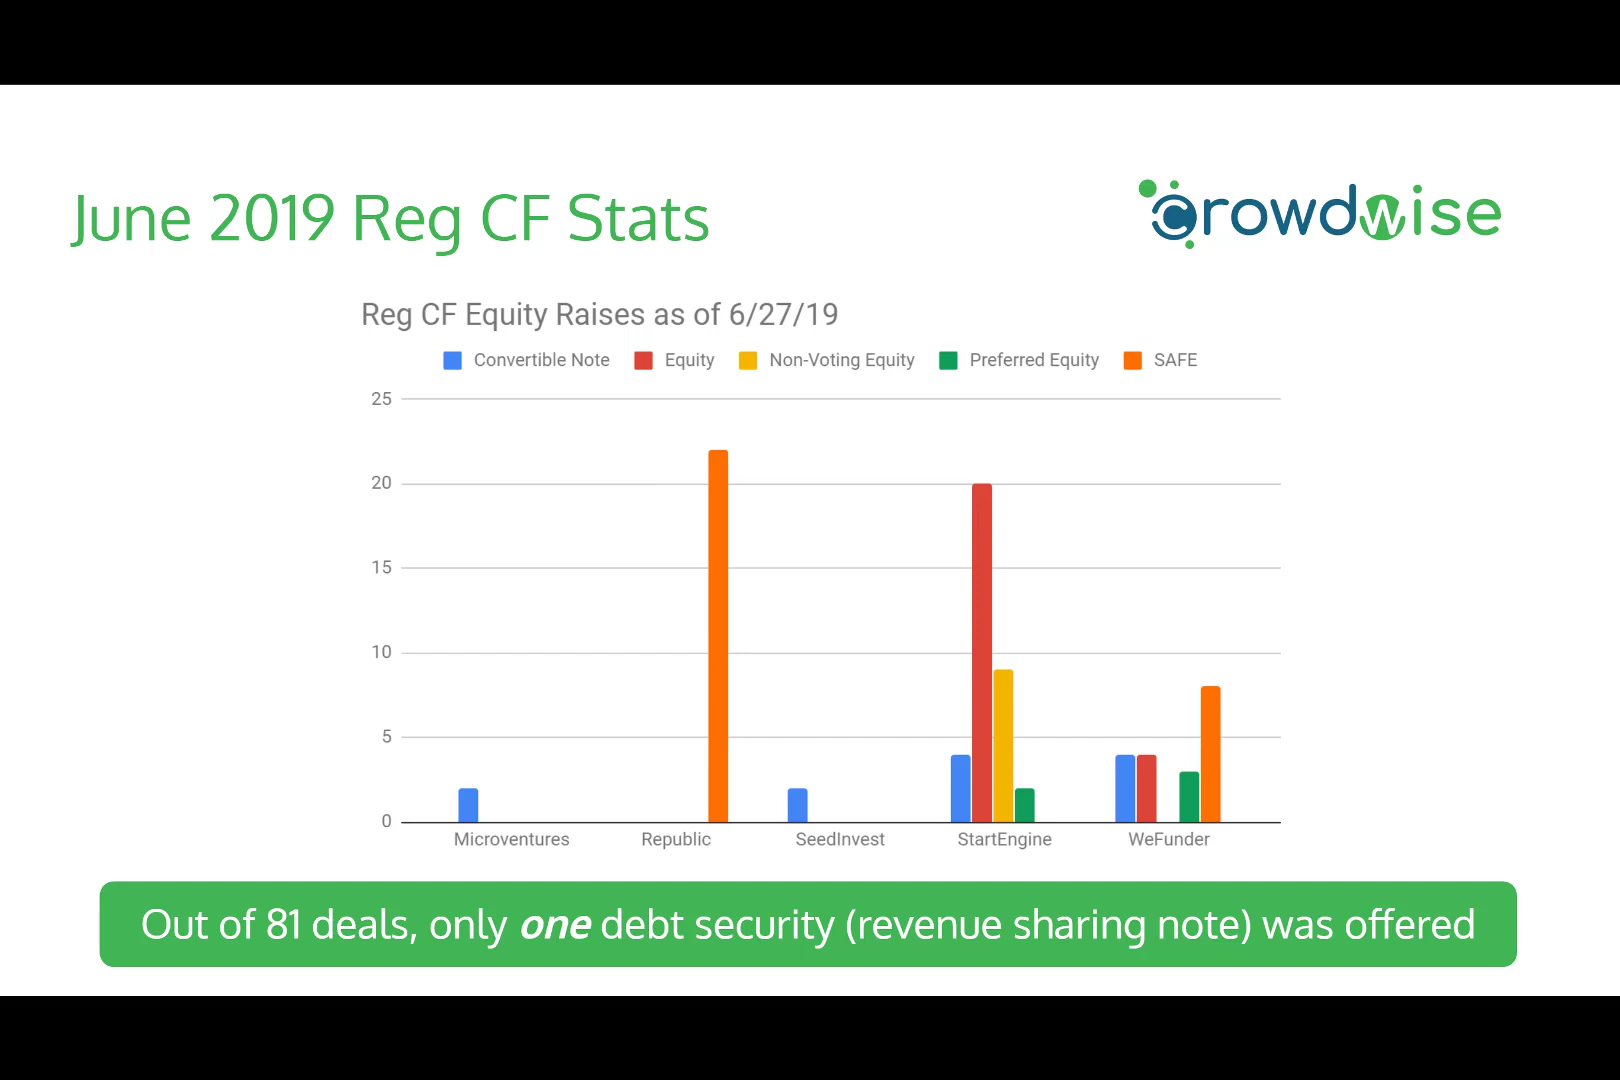 June 2019 Reg CF Stats
crowdwise
Reg CF Equity Raises as of 6/27/19
Convertible Note Equity Non-Voting Equity Preferred Equity SAFE
25
20
15
10
5
0
Microventures Republic SeedInvest StartEngine WeFunder
Out of 81 deals, only one debt security (revenue sharing note) was offered